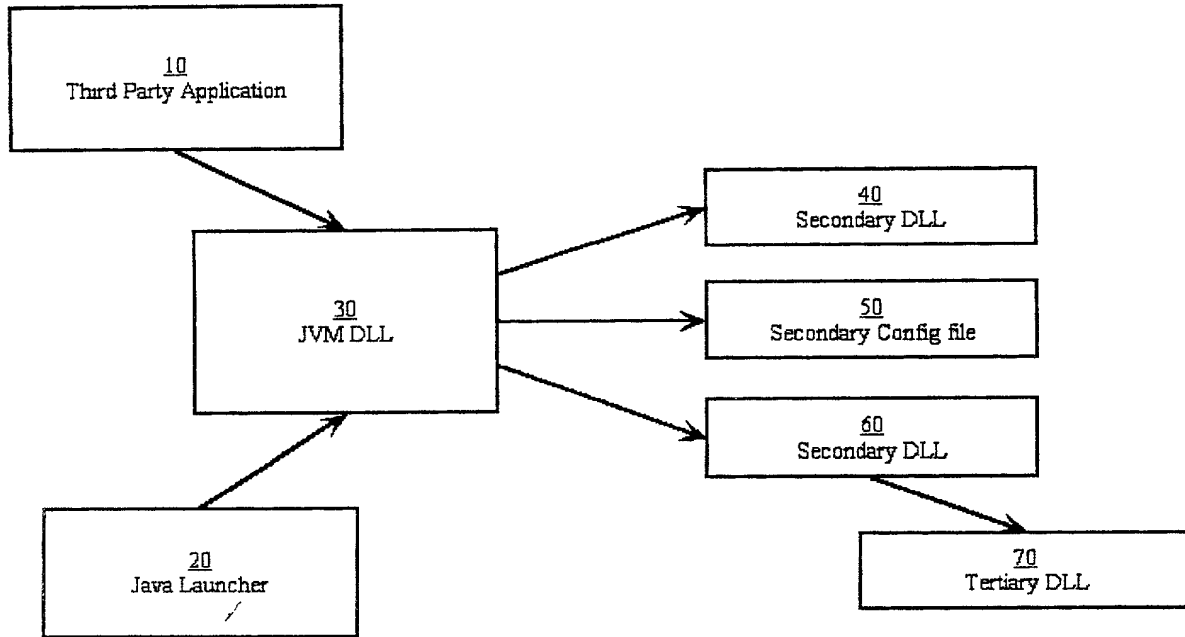 10
Third Party Application
40
Secondary DLL
30
JVM DLL
50
Secondary Config file
60
Secondary DLL
20
Java Launcher
70
Tertiary DLL